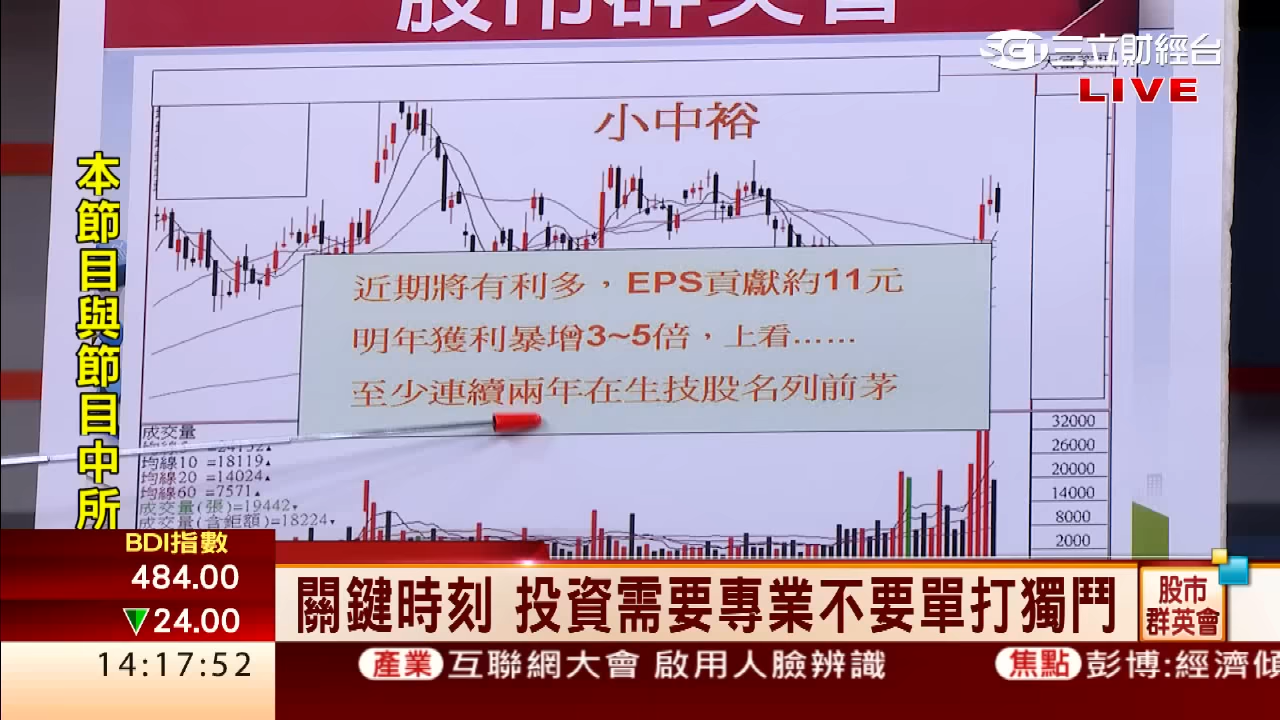 股市群英會
三立財經台
LIVE
小中裕
本節目與節目中所
近期將有利多，EPS貢獻約11元
明年獲利暴增3~5倍，上看......
至少連續兩年在生技股名列前茅
成交量
均線10 =18119▲
均線20 =14024▲
均線60 =7571▲
成交量(張)=19442▼
成交量(含鉅額)=18224▼
32000
26000
20000
14000
8000
2000
BDI指數
484.00
▼24.00
關鍵時刻 投資需要專業不要單打獨鬥
股市
群英會
14:17:52
產業 互聯網大會 啟用人臉辨識
焦點 彭博:經濟傾